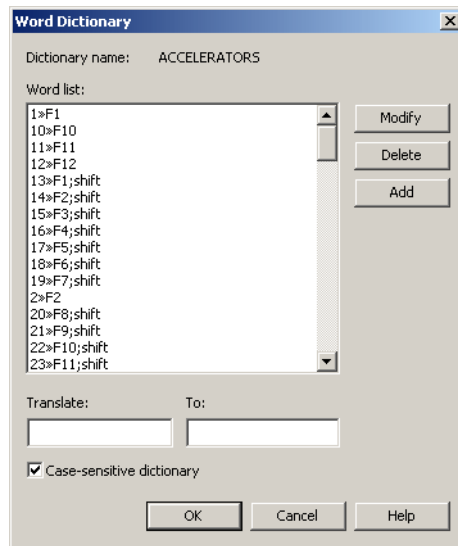 Word Dictionary
Dictionary name: ACCELERATORS
Word list:
1»F1
10»F10
11»F11
12»F12
13»F1;shift
14»F2;shift
15»F3;shift
16»F4;shift
17»F5;shift
18»F6;shift
19»F7;shift
2»F2
20»F8;shift
21»F9;shift
22»F10;shift
23»F11;shift
Modify
Delete
Add
Translate: To:
Case-sensitive dictionary
OK Cancel Help